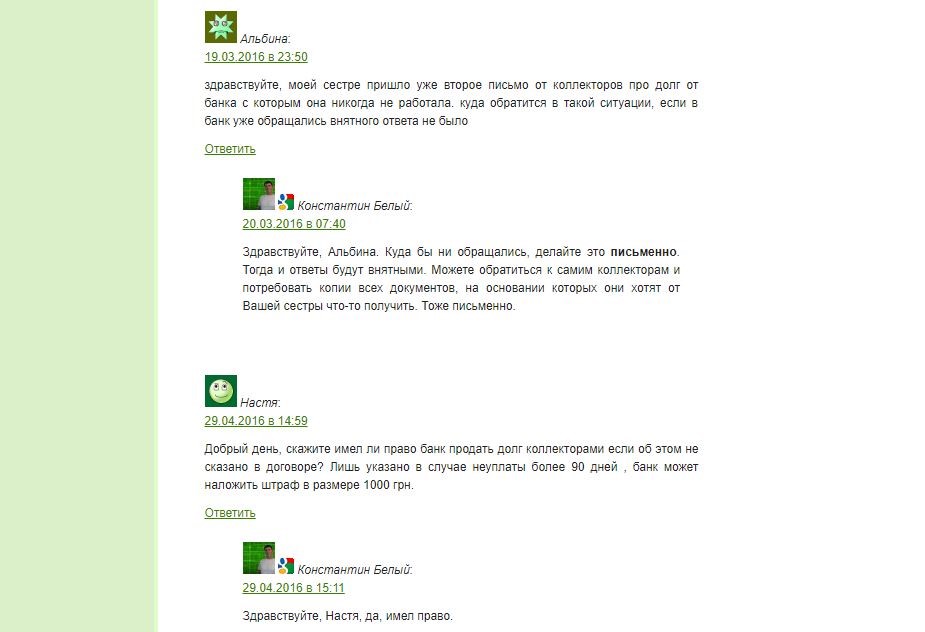 Альбина:
19.03.2016 в 23:50
здравствуйте, моей сестре пришло уже второе письмо от коллекторов про долг от
банка с которым она никогда не работала. куда обратится в такой ситуации, если в
банк уже обращались внятного ответа не было
Ответить
Константин Белый:
20.03.2016 в 07:40
Здравствуйте, Альбина. Куда бы ни обращались, делайте это письменно.
Тогда и ответы будут внятными. Можете обратиться к самим коллекторам и
потребовать копии всех документов, на основании которых они хотят от
Вашей сестры что-то получить. Тоже письменно.
Настя:
29.04.2016 в 14:59
Добрый день, скажите имел ли право банк продать долг коллекторами если об этом не
сказано в договоре? Лишь указано в случае неуплаты более 90 дней , банк может
наложить штраф в размере 1000 грн.
Ответить
Константин Белый:
29.04.2016 в 15:11
Здравствуйте, Настя, да, имел право.